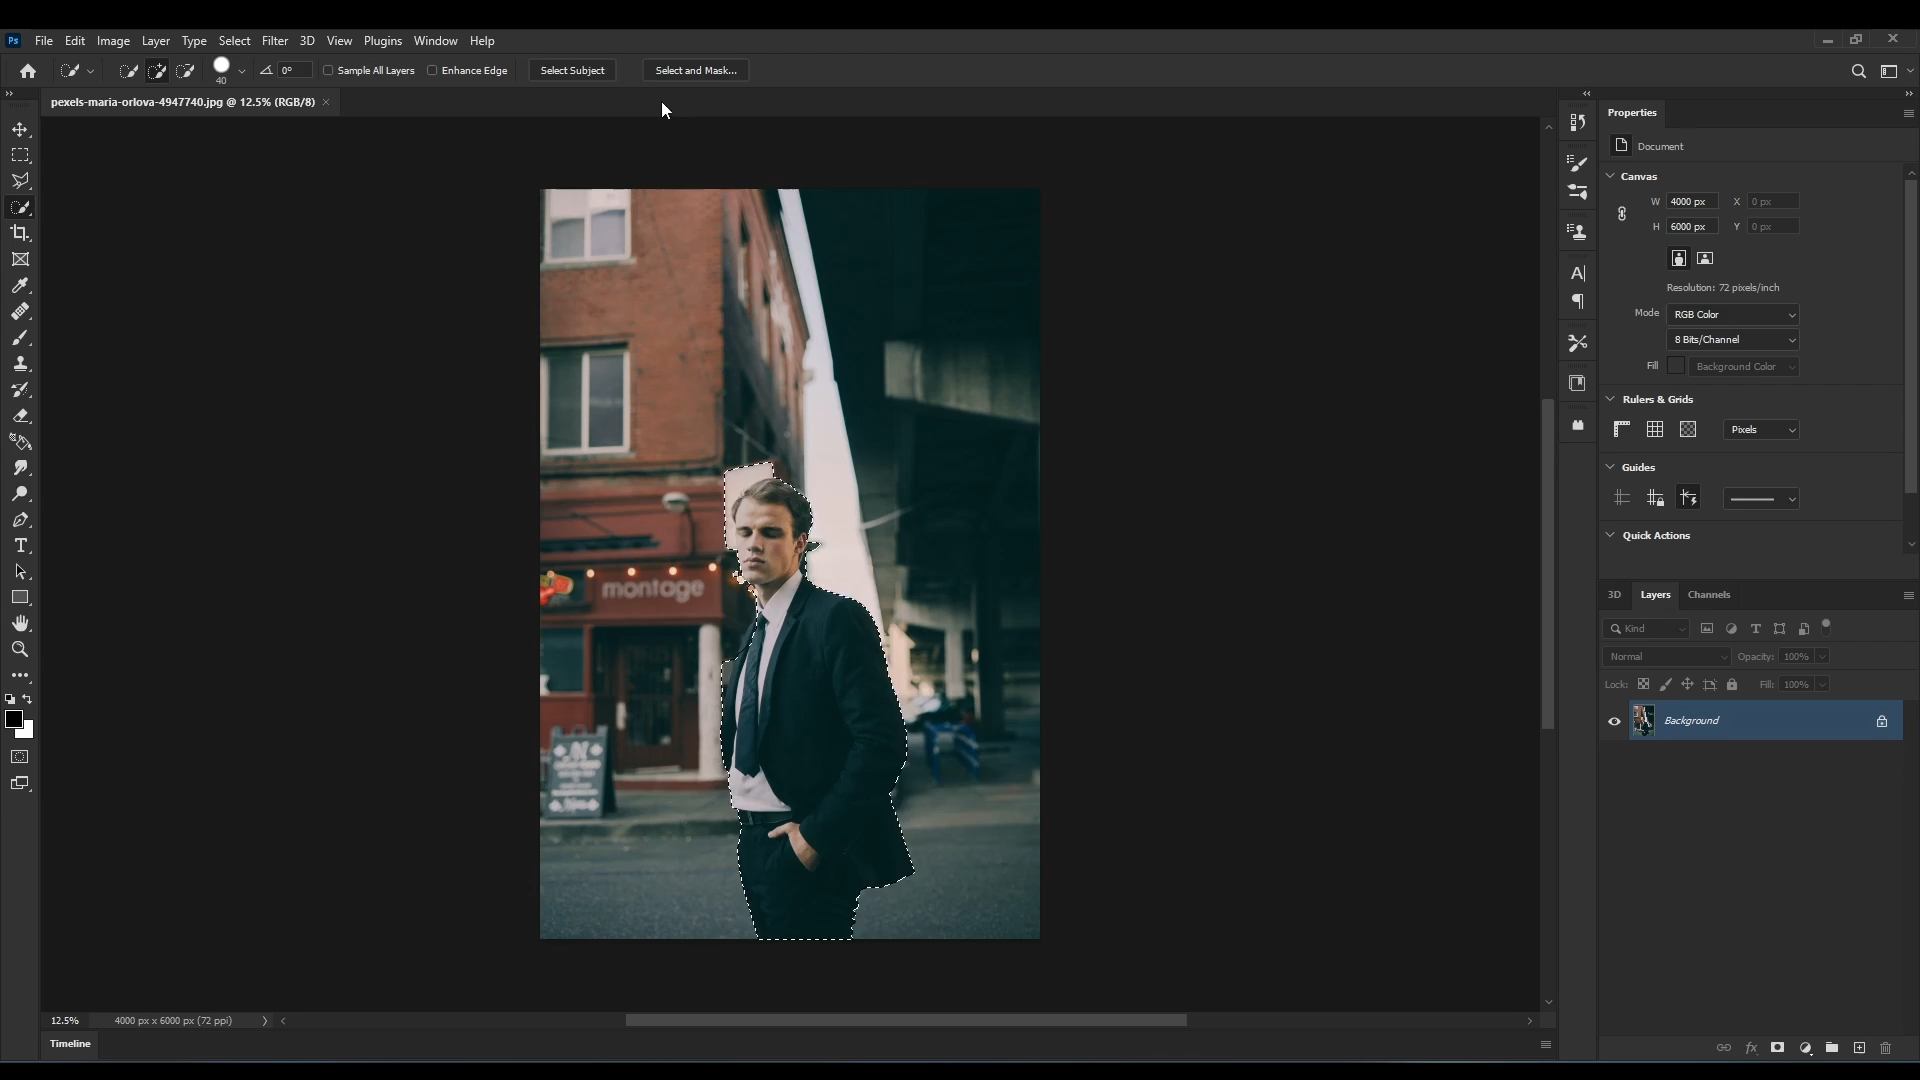 Ps File Edit Image Layer Type Select Filter 3D View Plugins Window Help
40 0° Sample All Layers Enhance Edge Select Subject Select and Mask...
pexels-maria-orlova-4947740.jpg @ 12.5% (RGB/8)
montage
12.5% 4000 px x 6000 px (72 ppi)
Timeline
Properties
Document
Canvas
W 4000 px X 0 px
H 6000 px Y 0 px
Resolution: 72 pixels/inch
Mode RGB Color
8 Bits/Channel
Fill Background Color
Rulers & Grids
Pixels
Guides
Quick Actions
3D Layers Channels
Kind
Normal Opacity: 100%
Lock: Fill: 100%
Background